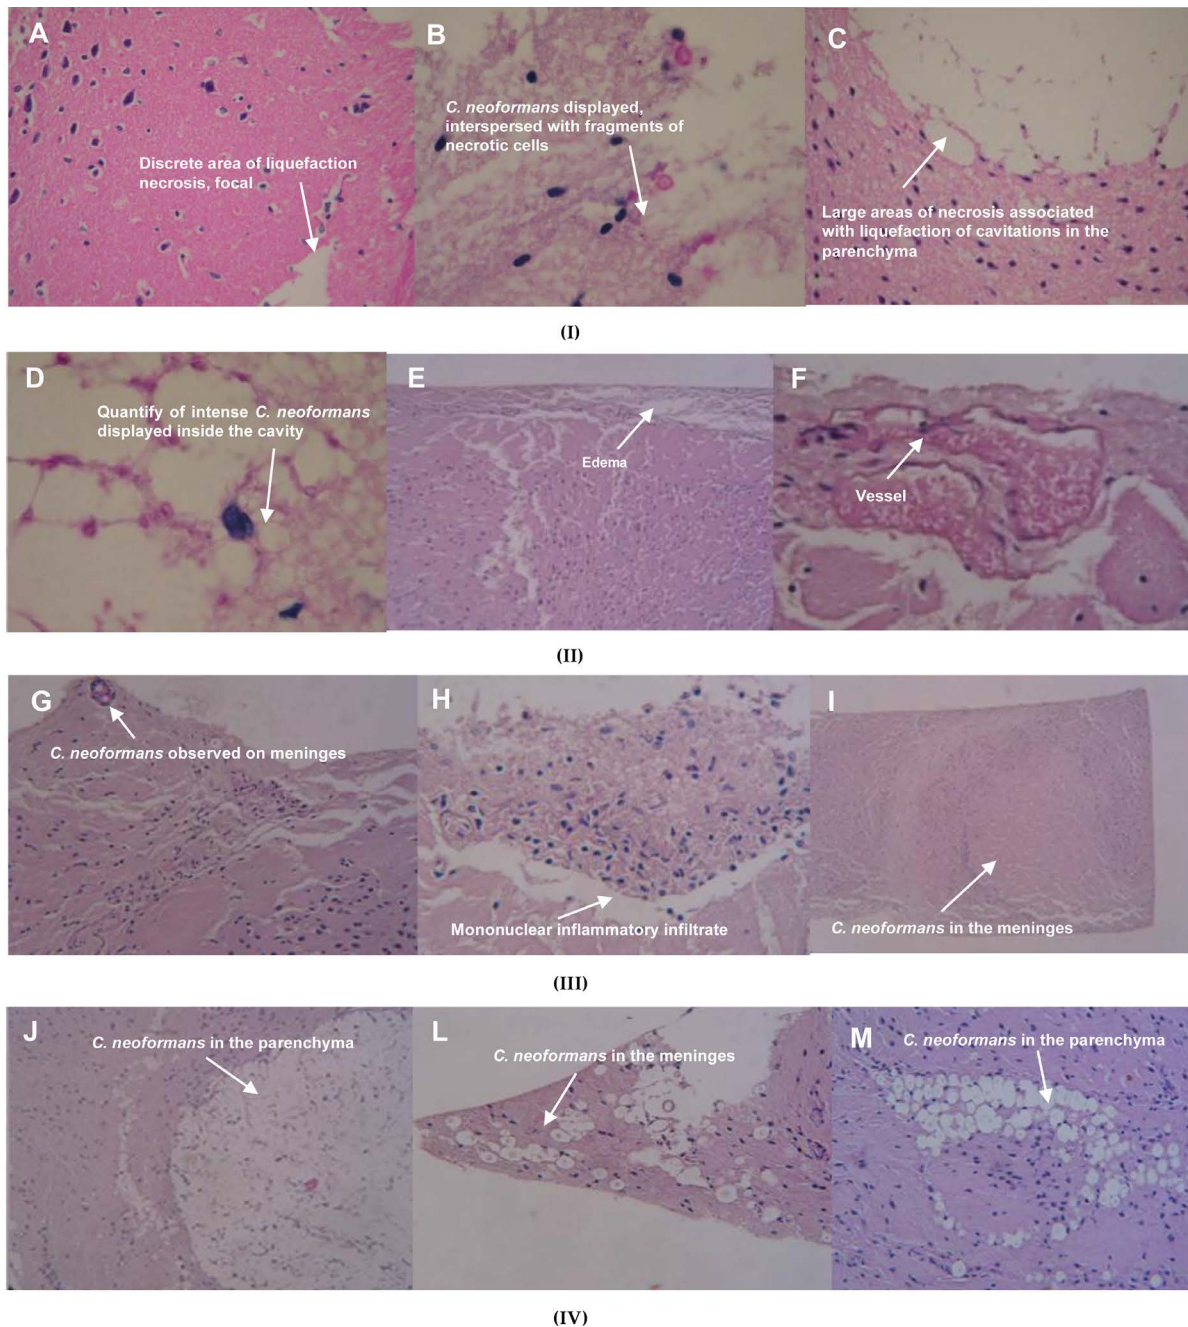 A
Discrete area of liquefaction
necrosis, focal
B
C. neoformans displayed,
interspersed with fragments of
necrotic cells
C
Large areas of necrosis associated
with liquefaction of cavitations in the
parenchyma
(I)
D
Quantify of intense C. neoformans
displayed inside the cavity
E
Edema
F
Vessel
(II)
G
C. neoformans observed on meninges
H
Mononuclear inflammatory infiltrate
I
C. neoformans in the meninges
(III)
J
C. neoformans in the parenchyma
L
C. neoformans in the meninges
M
C. neoformans in the parenchyma
(IV)